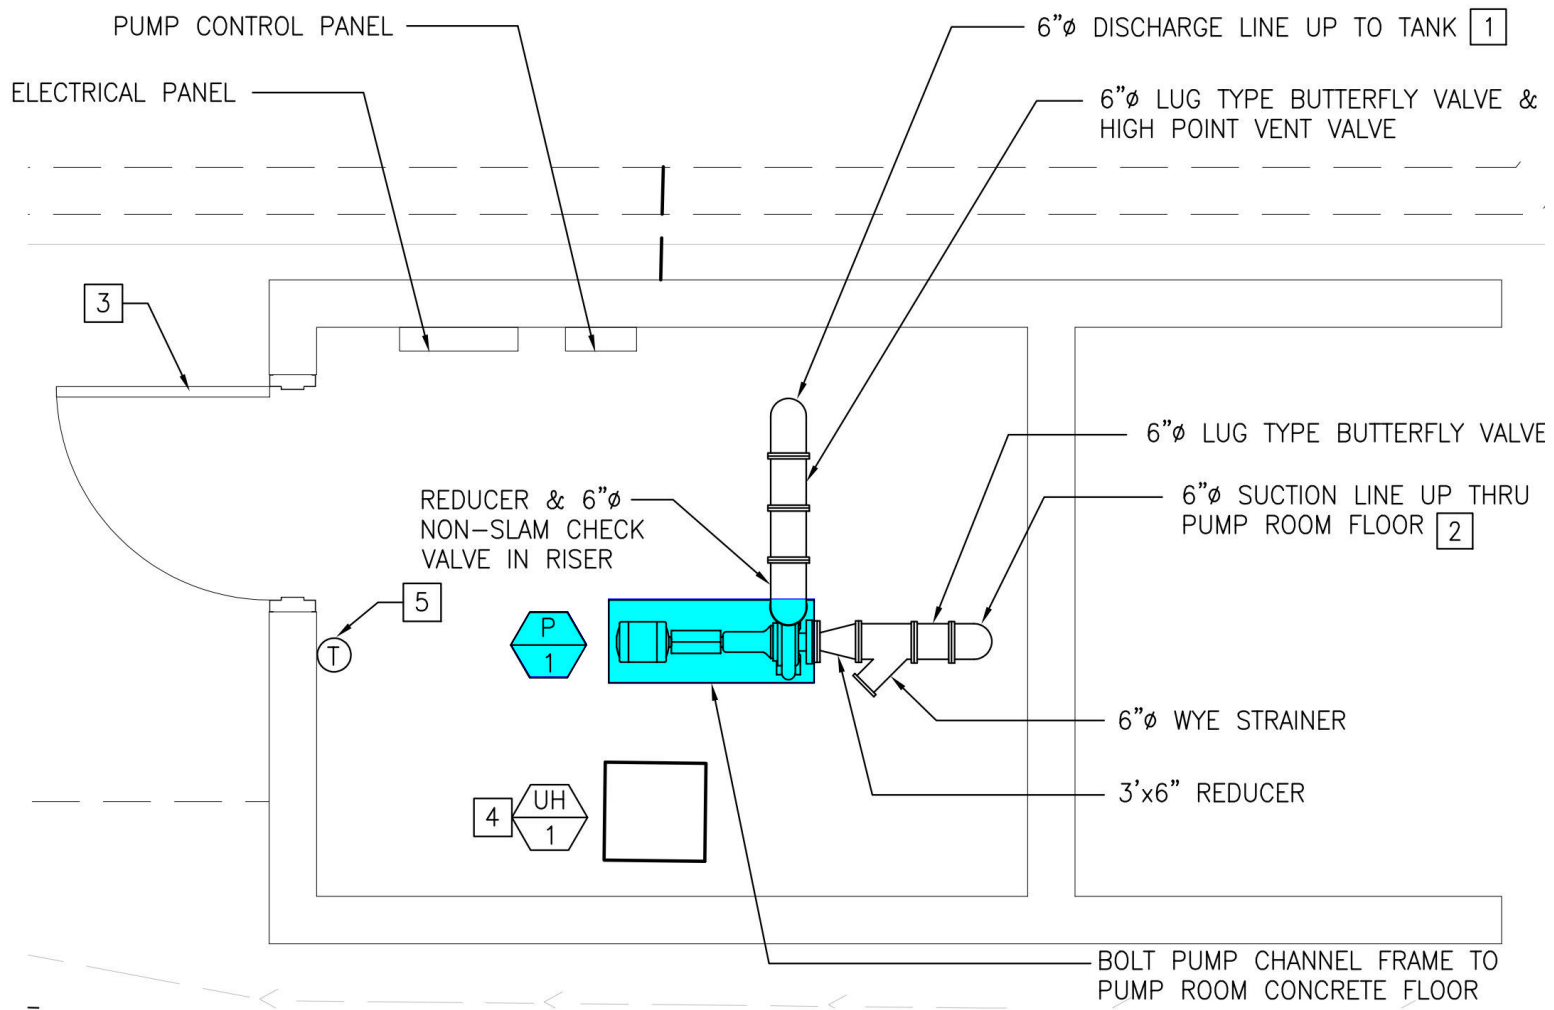 PUMP CONTROL PANEL
6”ø DISCHARGE LINE UP TO TANK 1
ELECTRICAL PANEL
6”ø LUG TYPE BUTTERFLY VALVE &
HIGH POINT VENT VALVE
3
6”ø LUG TYPE BUTTERFLY VALVE
REDUCER & 6”ø
NON-SLAM CHECK
VALVE IN RISER
6”ø SUCTION LINE UP THRU
PUMP ROOM FLOOR 2
5
T
P
1
6”ø WYE STRAINER
3'x6” REDUCER
4
UH
1
BOLT PUMP CHANNEL FRAME TO
PUMP ROOM CONCRETE FLOOR